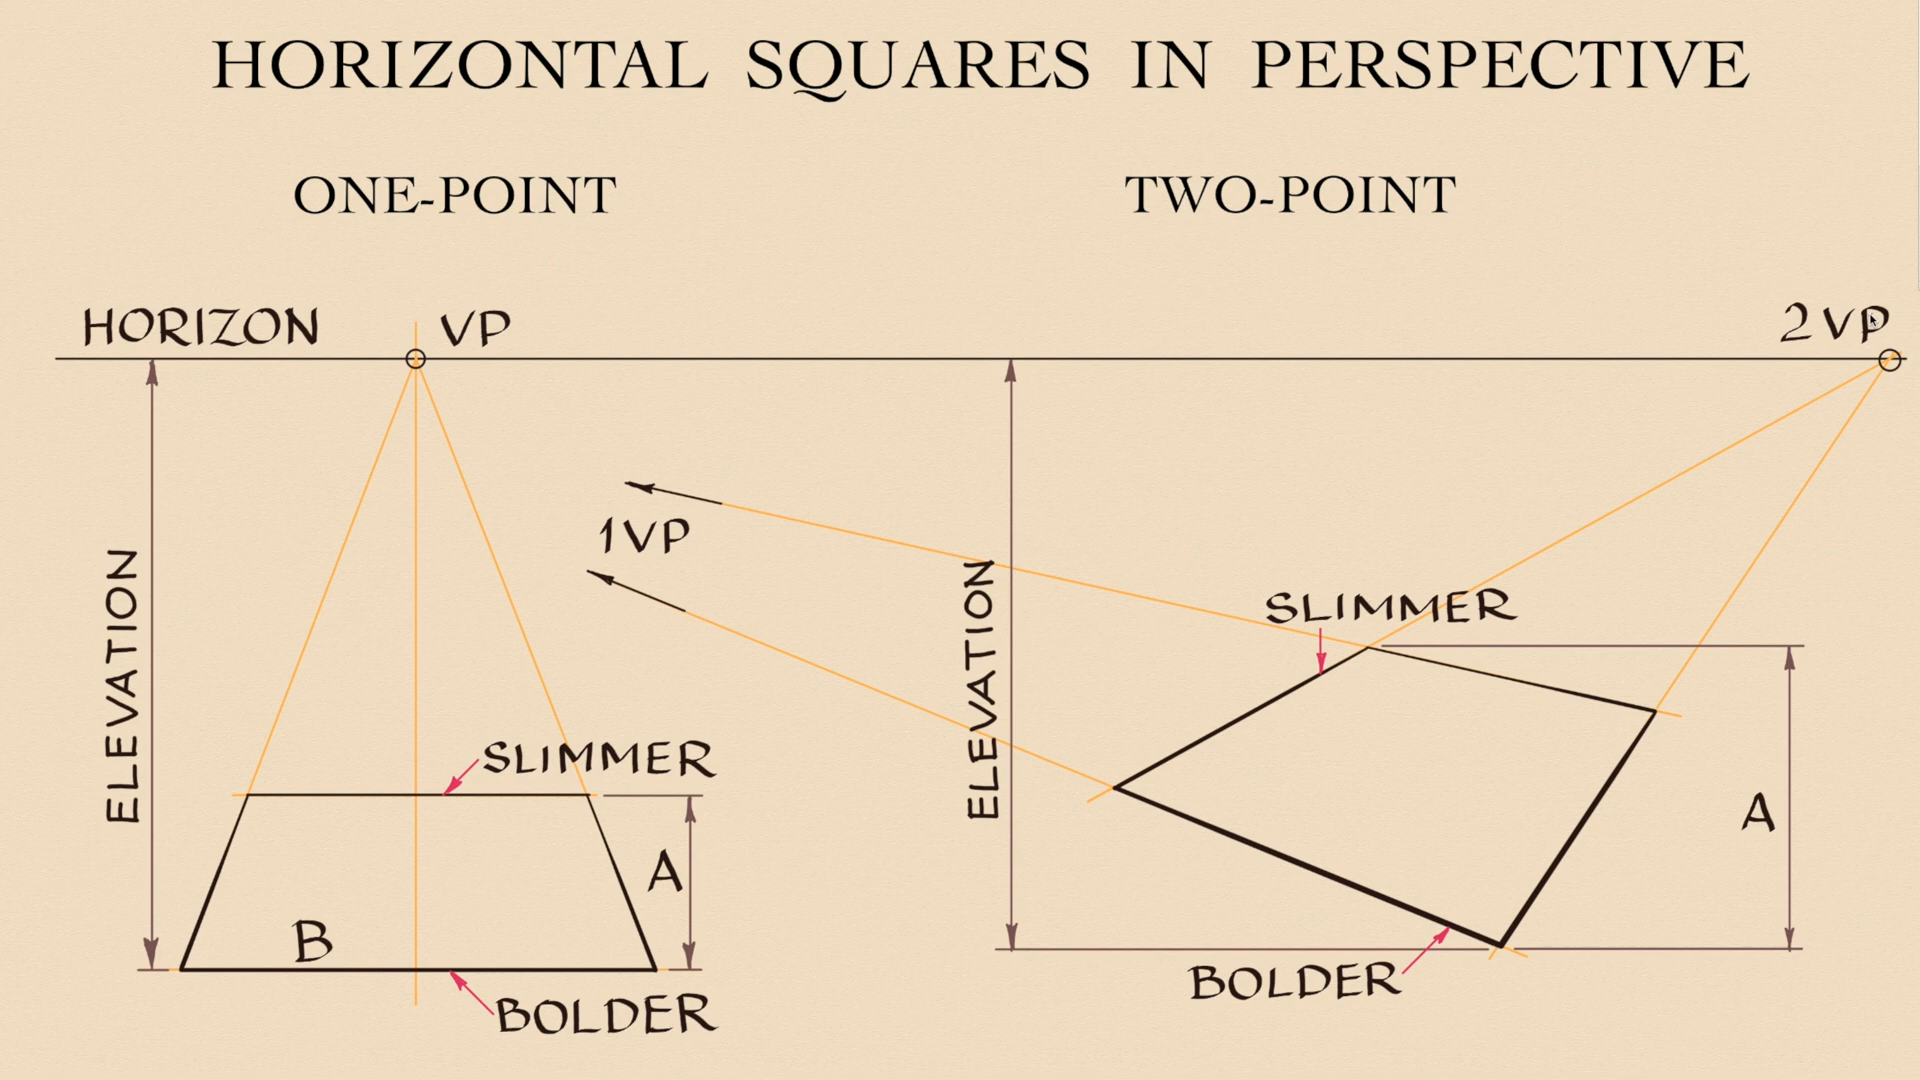 HORIZONTAL SQUARES IN PERSPECTIVE
ONE-POINT
TWO-POINT
HORIZON
VP
2VP
1VP
ELEVATION
ELEVATION
SLIMMER
SLIMMER
A
A
B
BOLDER
BOLDER